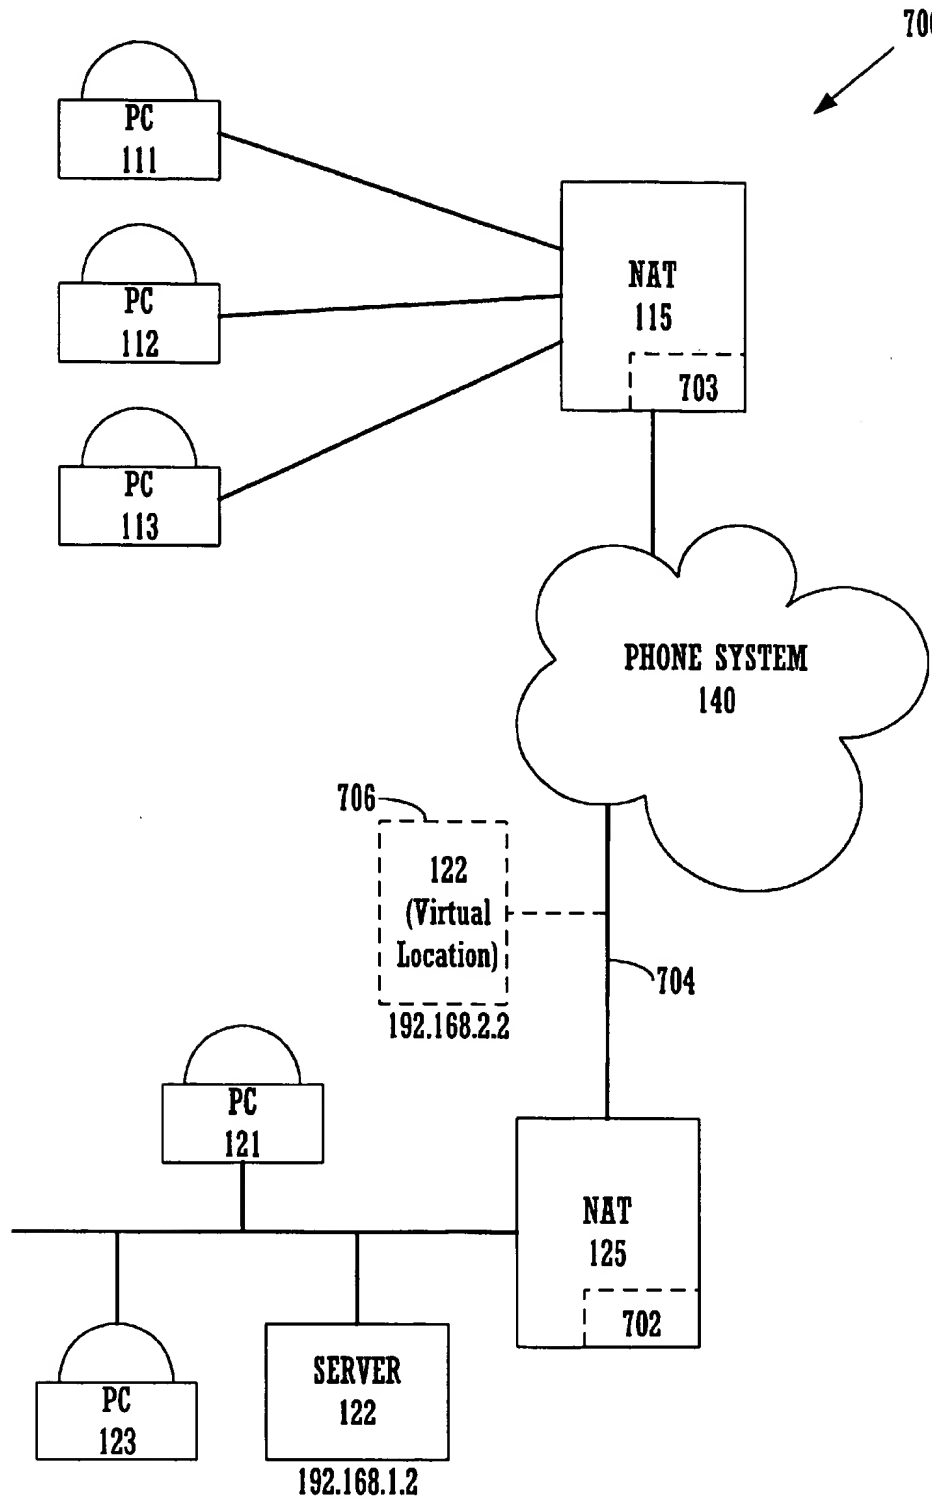 700
PC
111
PC
112
PC
113
NAT
115
703
PHONE SYSTEM
140
706
122
(Virtual
Location)
192.168.2.2
704
PC
121
NAT
125
702
PC
123
SERVER
122
192.168.1.2